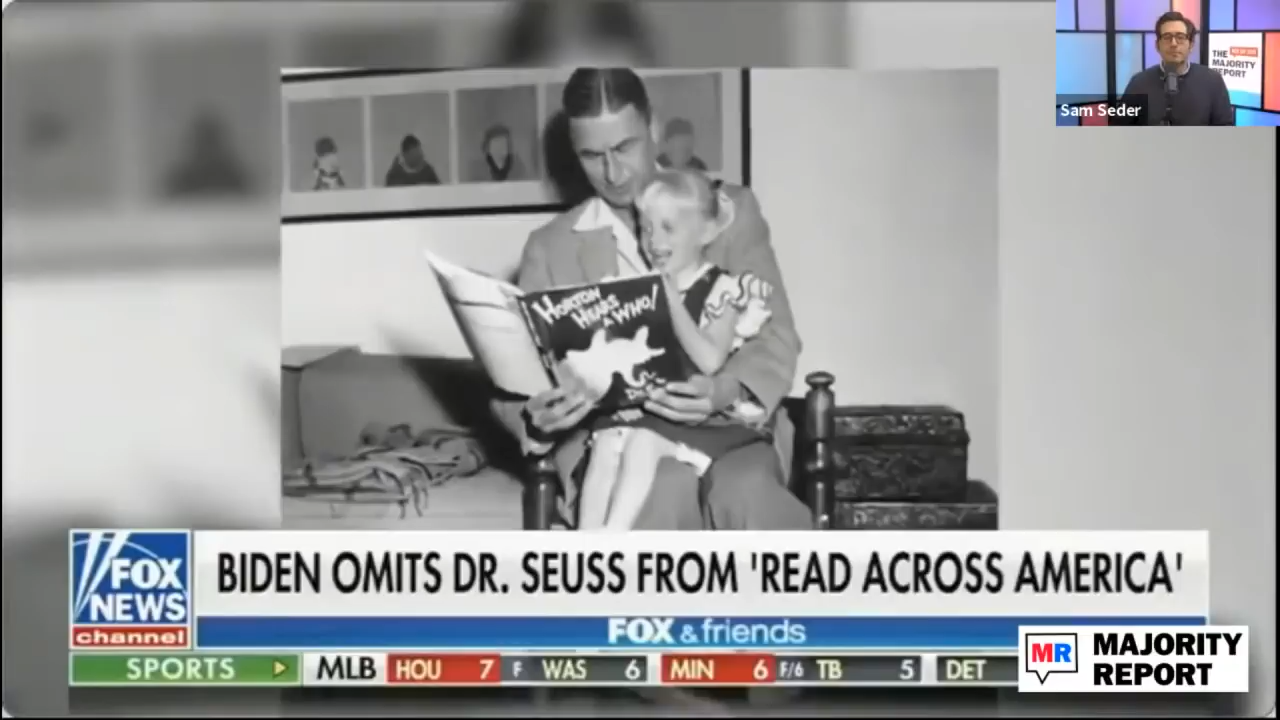 THE
MAJORITY
REPORT
Sam Seder
HORTON
HEARS
A WHO!
BIDEN OMITS DR. SEUSS FROM 'READ ACROSS AMERICA'
FOX
NEWS
channel
FOX & friends
SPORTS MLB HOU 7 F WAS 6 MIN 6 F/6 TB 5 DET
MR MAJORITY
REPORT